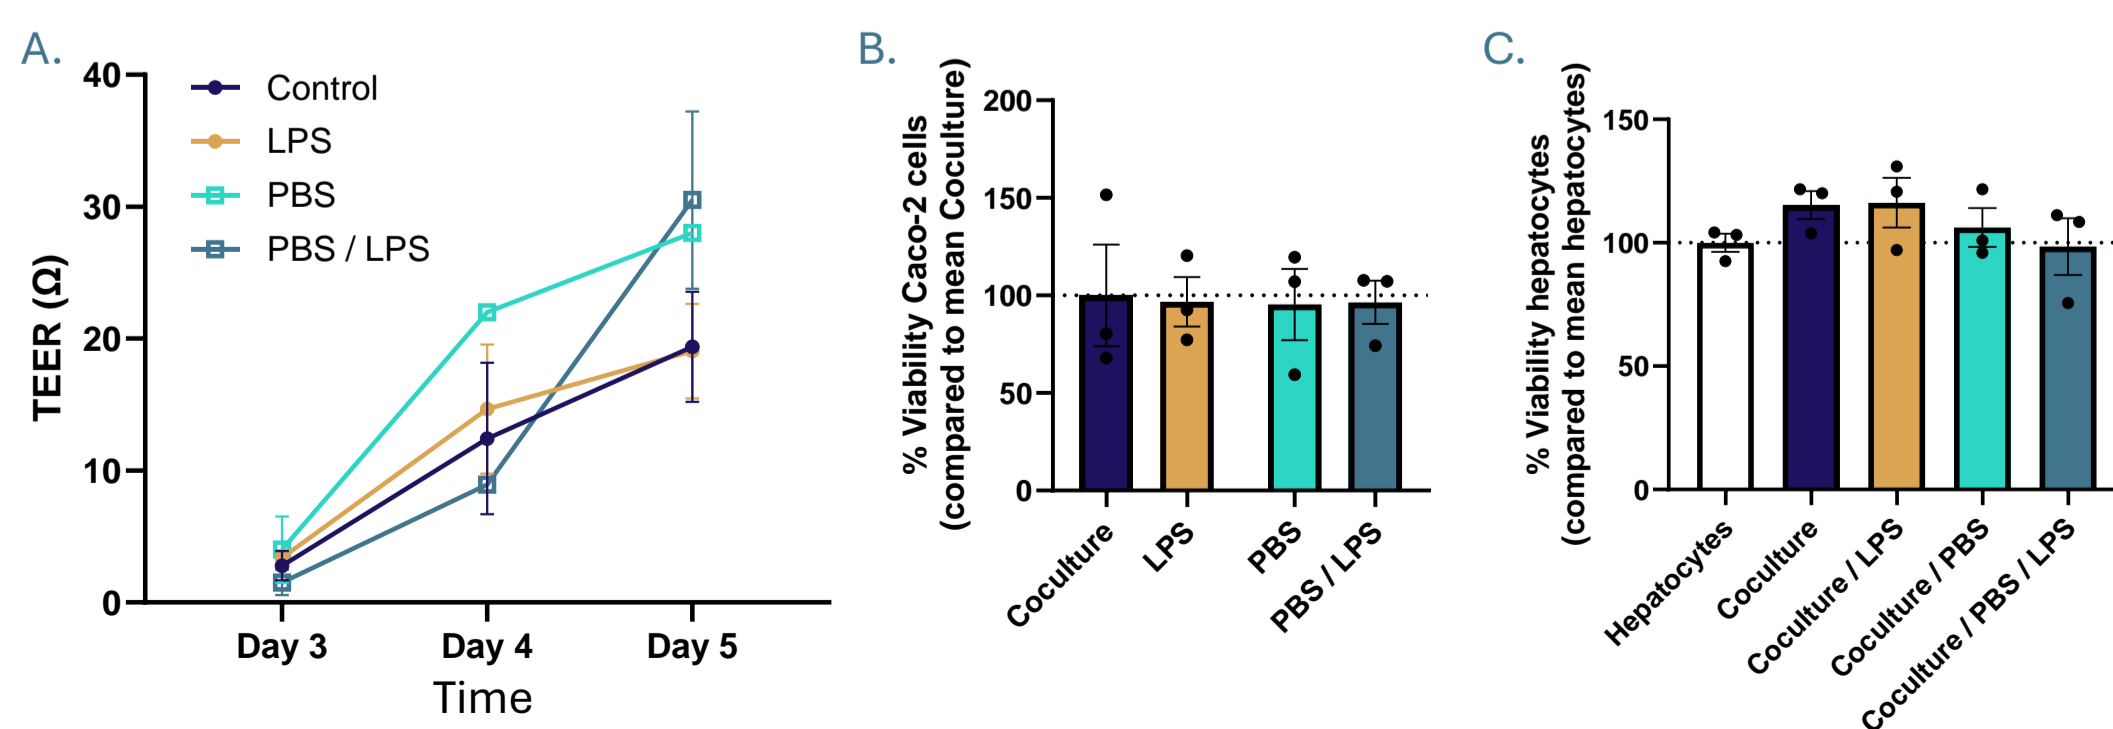 A.
40
30
20
10
0
TEER (Ω)
Control
LPS
PBS
PBS / LPS
Day 3
Day 4
Day 5
Time
B.
% Viability Caco-2 cells
(compared to mean Coculture)
200
150
100
50
0
Coculture
LPS
PBS
PBS / LPS
C.
% Viability hepatocytes
(compared to mean hepatocytes)
150
100
50
0
Hepatocytes
Coculture
Coculture / LPS
Coculture / PBS
Coculture / PBS / LPS